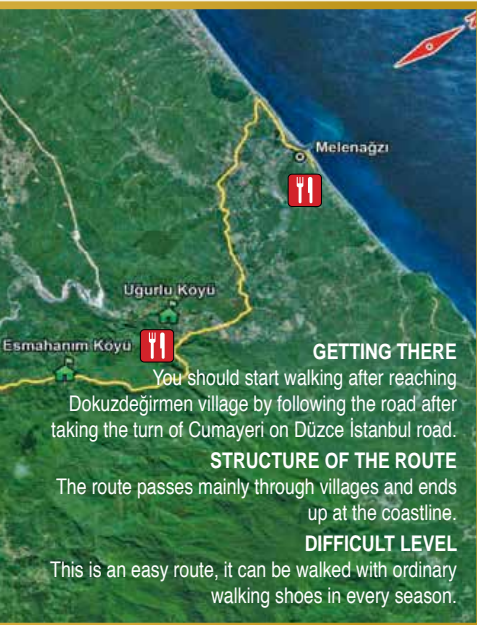 Melenağzı
Uğurlu Köyü
Esmahanım Köyü
GETTING THERE
You should start walking after reaching
Dokuzdeğirmen village by following the road after
taking the turn of Cumayeri on Düzce İstanbul road.
STRUCTURE OF THE ROUTE
The route passes mainly through villages and ends
up at the coastline.
DIFFICULT LEVEL
This is an easy route, it can be walked with ordinary
walking shoes in every season.